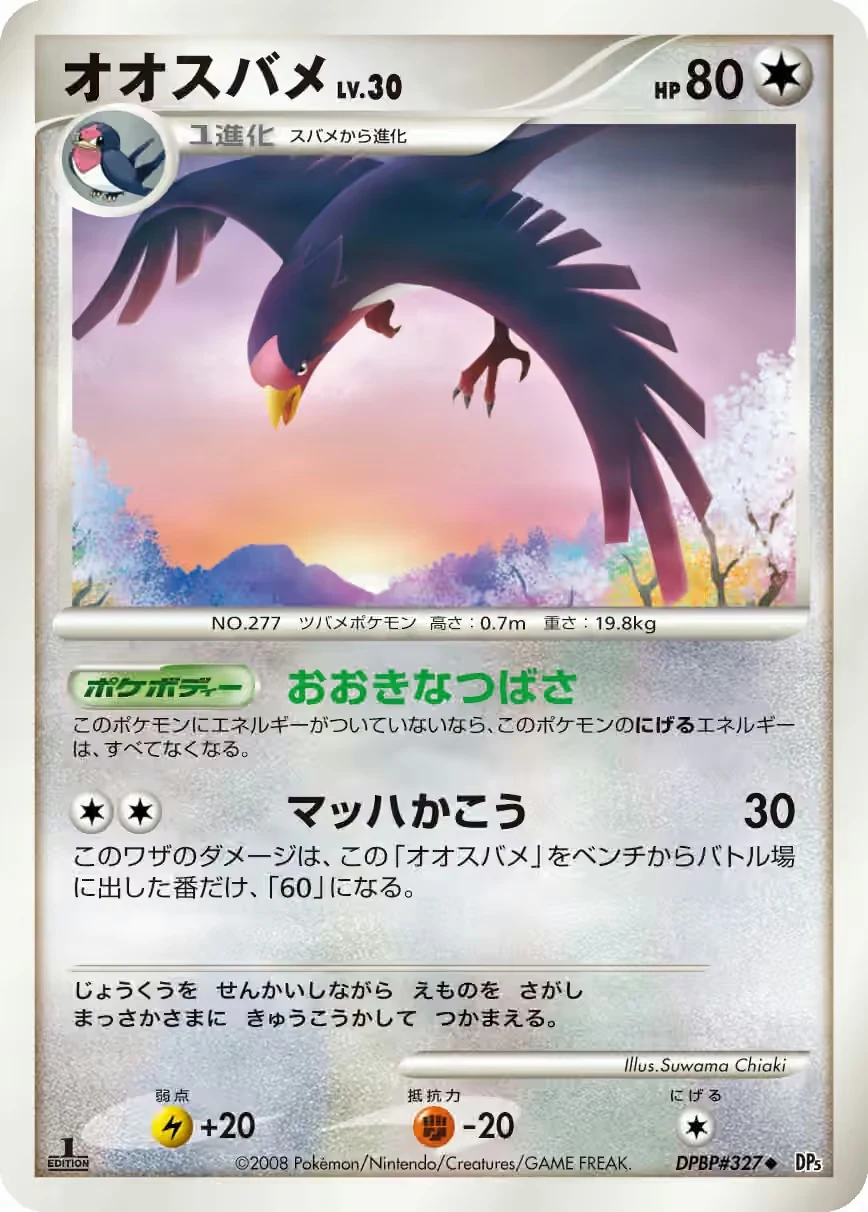 オオスバメ LV.30 HP 80
1進化 スバメから進化
NO.277 ツバメポケモン 高さ：0.7m 重さ：19.8kg
ポケボディー おおきなつばさ
このポケモンにエネルギーがついていないなら、このポケモンのにげるエネルギー
は、すべてなくなる。
マッハかこう 30
このワザのダメージは、この「オオスバメ」をベンチからバトル場
に出した番だけ、「60」になる。
じょうくうを せんかいしながら えものを さがし
まっさかさまに きゅうこうかして つかまえる。
Illus.Suwama Chiaki
弱点 抵抗力 にげる
+20 -20
1 EDITION ©2008 Pokémon/Nintendo/Creatures/GAME FREAK. DPBP#327◆ DP5